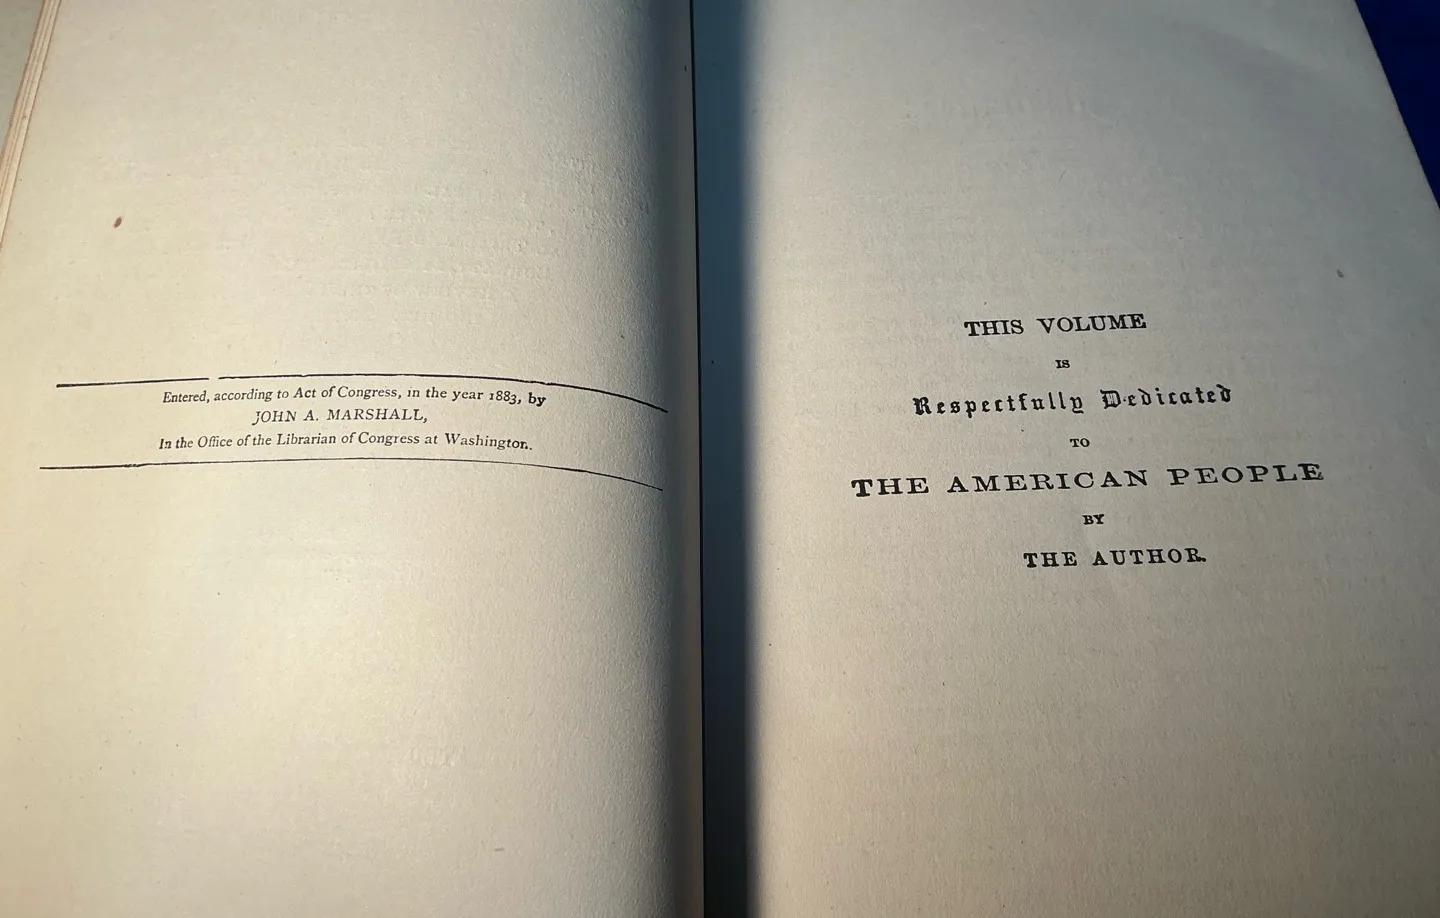 Entered, according to Act of Congress, in the year 1883, by
JOHN A. MARSHALL,
In the Office of the Librarian of Congress at Washington.
THIS VOLUME
IS
Respectfully Dedicated
TO
THE AMERICAN PEOPLE
BY
THE AUTHOR.